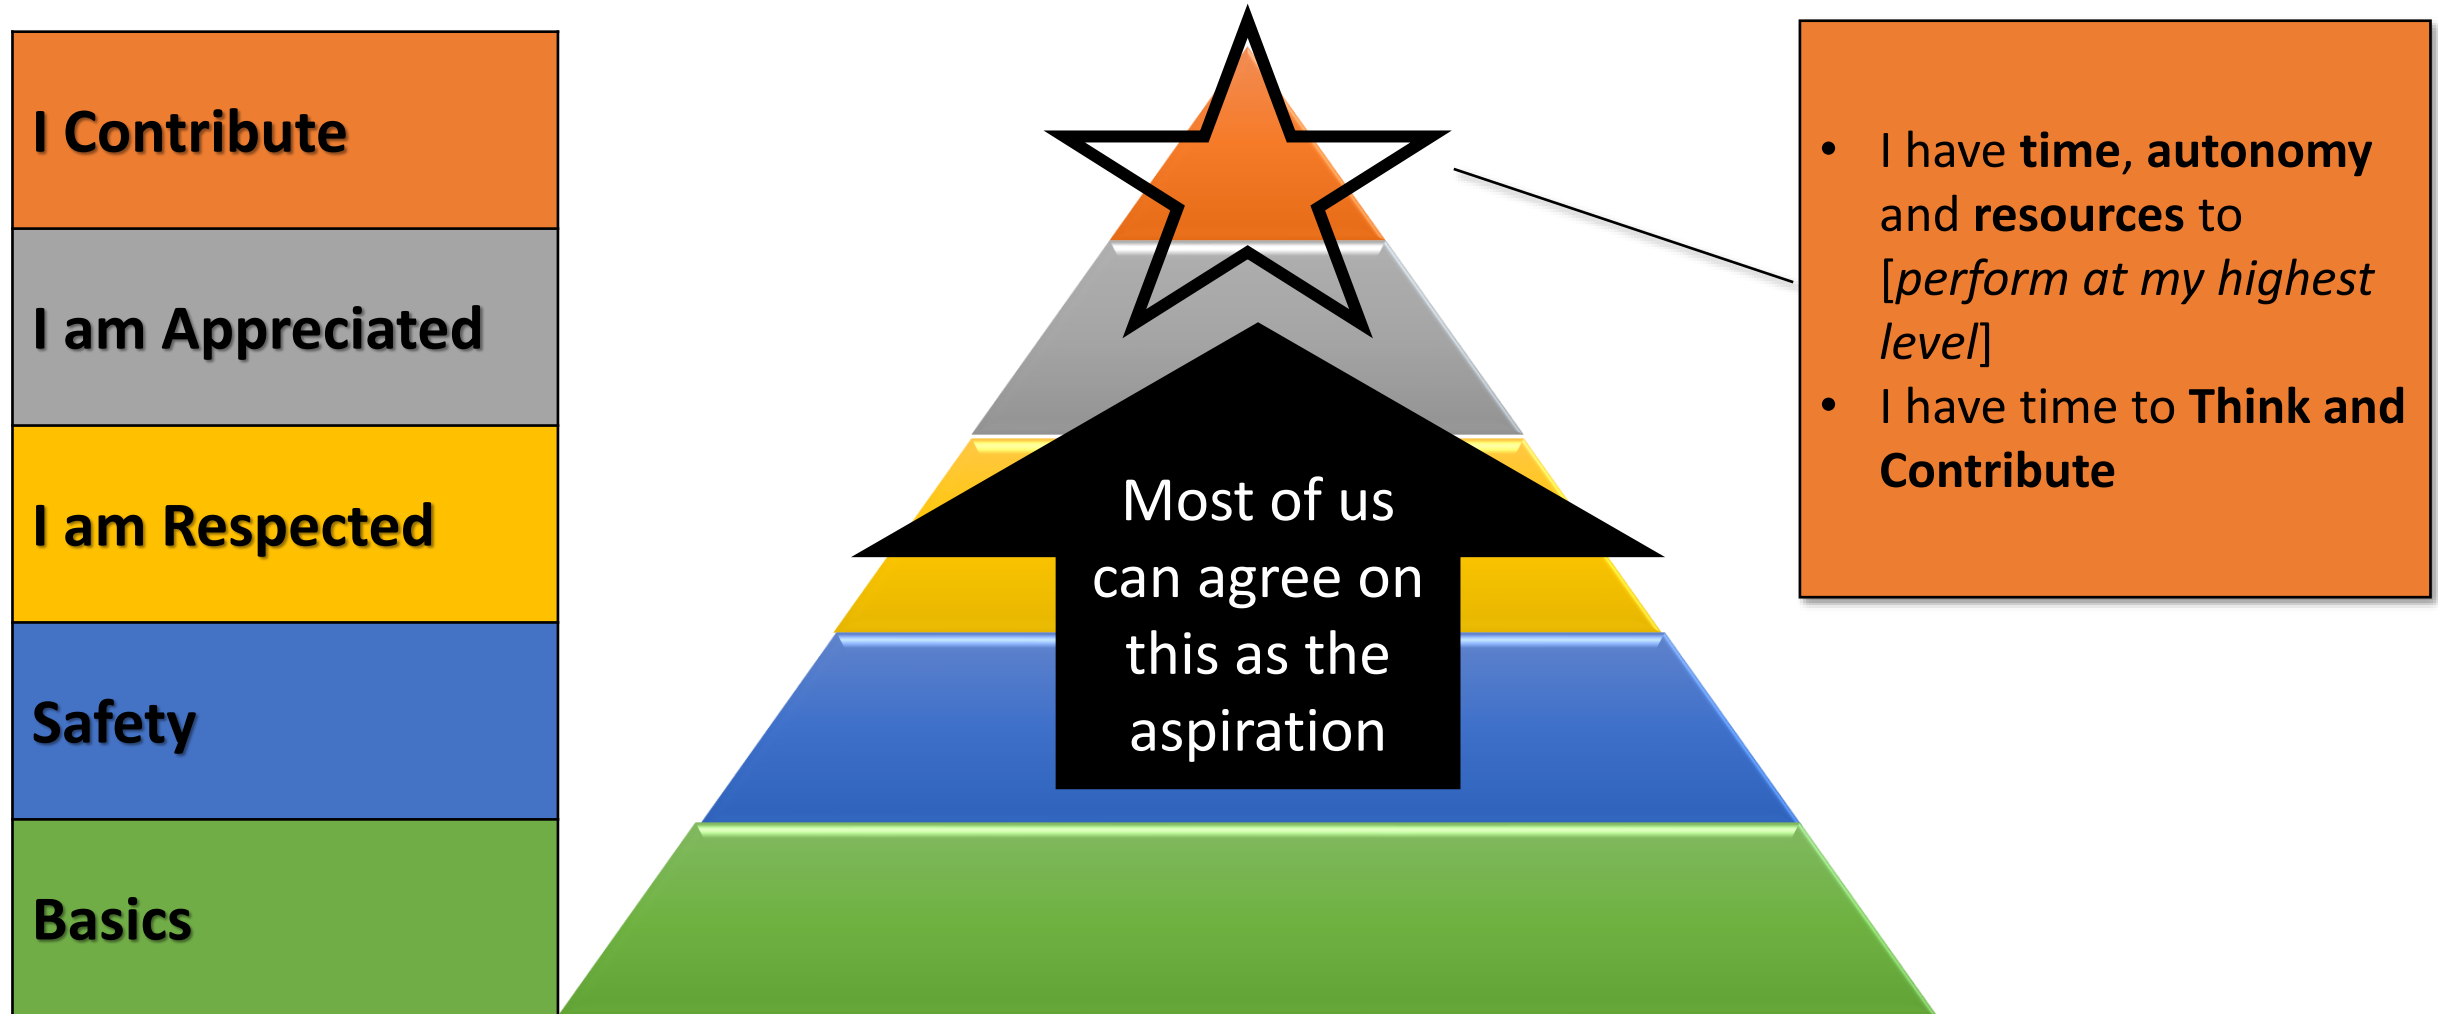 I Contribute
I am Appreciated
I am Respected
Safety
Basics
Most of us
can agree on
this as the
aspiration
• I have time, autonomy
and resources to
[perform at my highest
level]
• I have time to Think and
Contribute